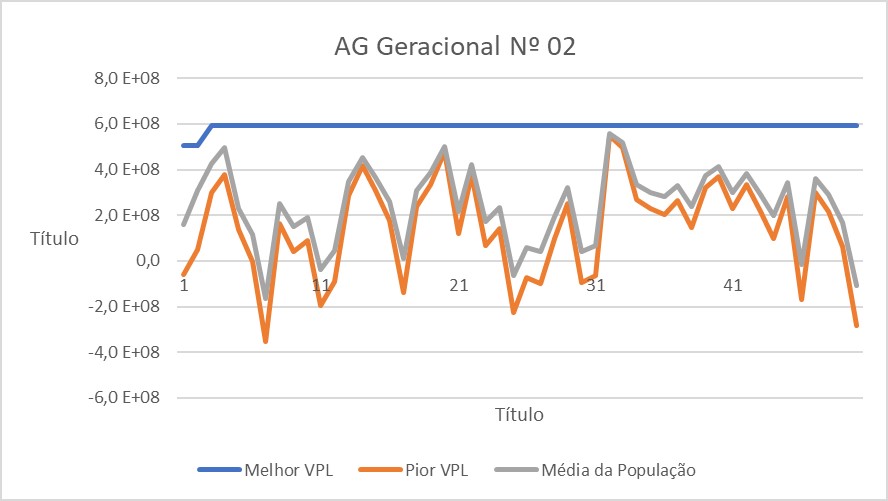 AG Geracional Nº 02
8,0 E+08
6,0 E+08
4,0 E+08
2,0 E+08
0,0
-2,0 E+08
-4,0 E+08
-6,0 E+08
Título
1 11 21 31 41
Título
Melhor VPL Pior VPL Média da População